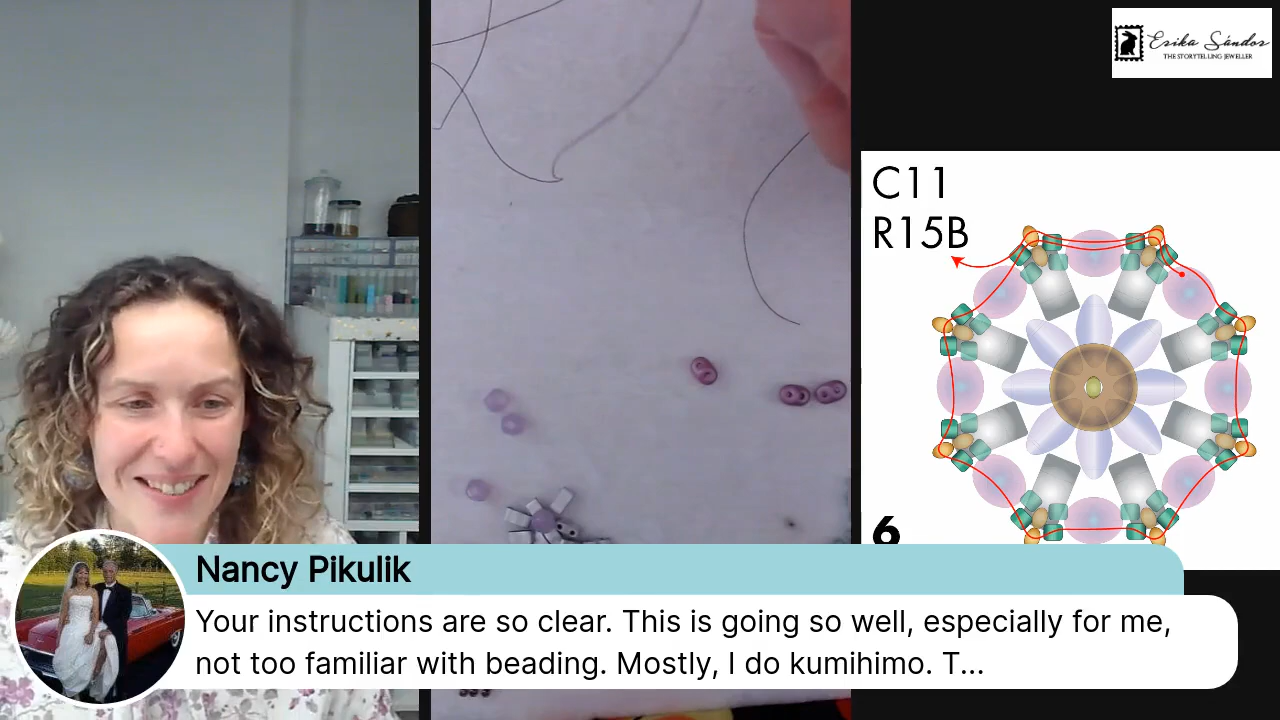 Erika Sándor
THE STORYTELLING JEWELLER
C11
R15B
6
Nancy Pikulik
Your instructions are so clear. This is going so well, especially for me,
not too familiar with beading. Mostly, I do kumihimo. T...